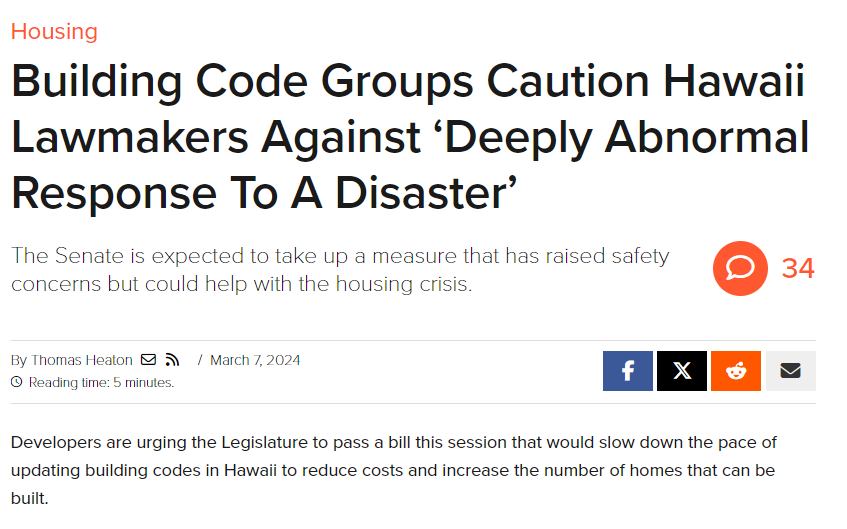 Housing
Building Code Groups Caution Hawaii
Lawmakers Against ‘Deeply Abnormal
Response To A Disaster’
The Senate is expected to take up a measure that has raised safety
concerns but could help with the housing crisis.
34
By Thomas Heaton / March 7, 2024
Reading time: 5 minutes.
Developers are urging the Legislature to pass a bill this session that would slow down the pace of
updating building codes in Hawaii to reduce costs and increase the number of homes that can be
built.